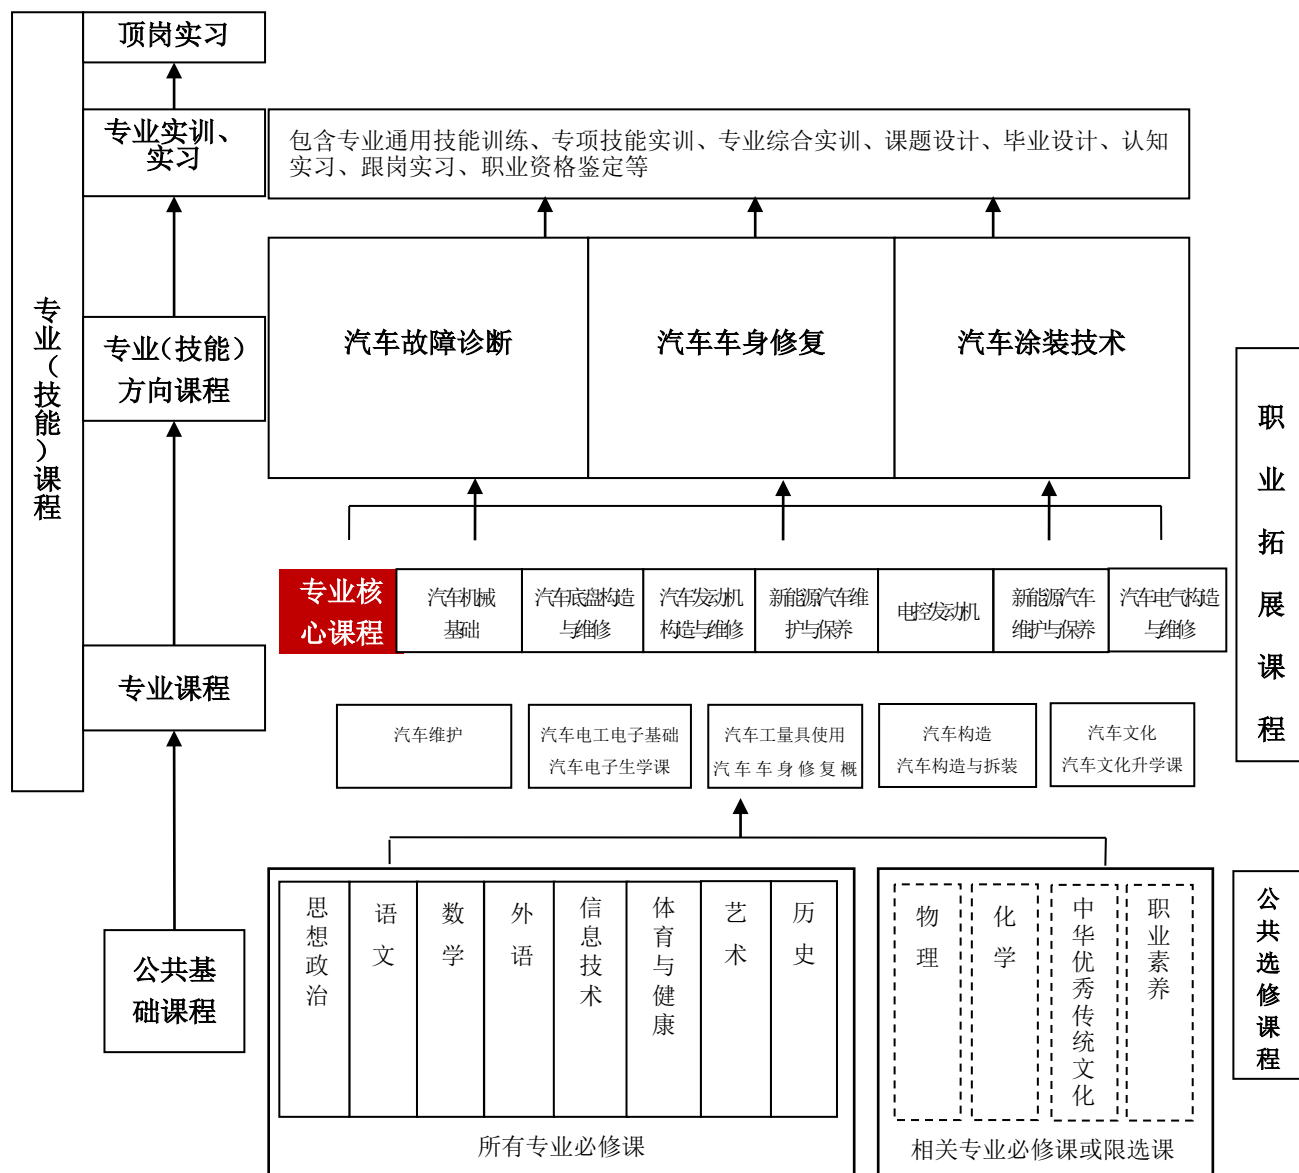 顶岗实习
专业实训、
实习
包含专业通用技能训练、专项技能实训、专业综合实训、课题设计、毕业设计、认知
实习、跟岗实习、职业资格鉴定等
专业（技能）课程
专业（技能）
方向课程
汽车故障诊断
汽车车身修复
汽车涂装技术
职业拓展课程
专业核
心课程
汽车机械
基础
汽车底盘构造
与维修
汽车发动机
构造与维修
新能源汽车维
护与保养
电控发动机
新能源汽车
维护与保养
汽车电气构造
与维修
专业课程
汽车维护
汽车电工电子基础
汽车电子生学课
汽车工量具使用
汽车车身修复概
汽车构造
汽车构造与拆装
汽车文化
汽车文化升学课
公共基
础课程
思想政治
语文
数学
外语
信息技术
体育与健康
艺术
历史
物理
化学
中华优秀传统文化
职业素养
公共选修课程
所有专业必修课
相关专业必修课或限选课